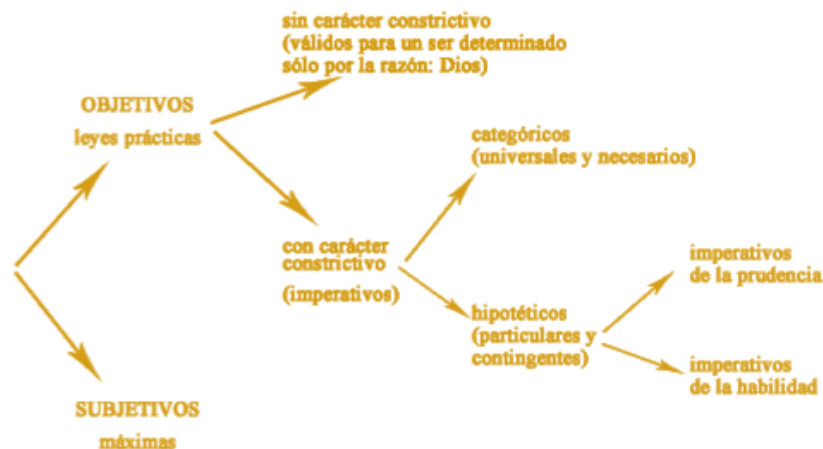 sin carácter constrictivo
(válidos para un ser determinado
sólo por la razón: Dios)
OBJETIVOS
leyes prácticas
categóricos
(universales y necesarios)
con carácter
constrictivo
(imperativos)
imperativos
de la prudencia
hipotéticos
(particulares y
contingentes)
imperativos
de la habilidad
SUBJETIVOS
máximas